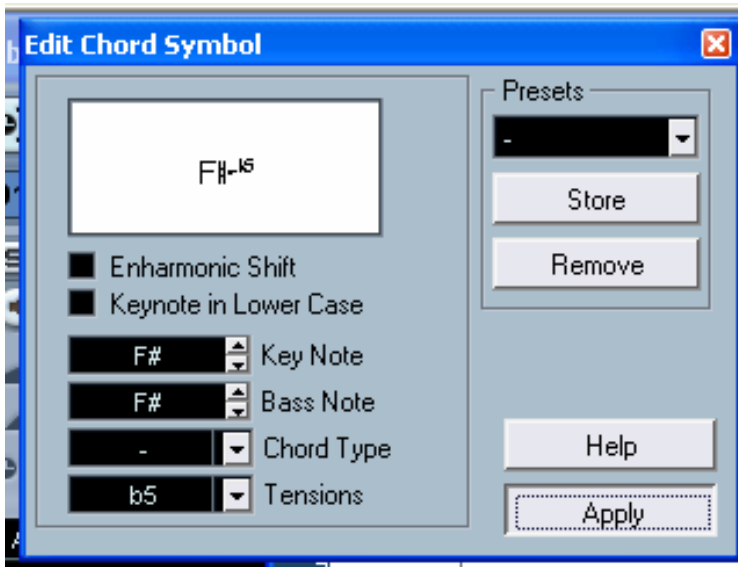 Edit Chord Symbol
F#-b5
Enharmonic Shift
Keynote in Lower Case
F# Key Note
F# Bass Note
- Chord Type
b5 Tensions
Presets
-
Store
Remove
Help
Apply